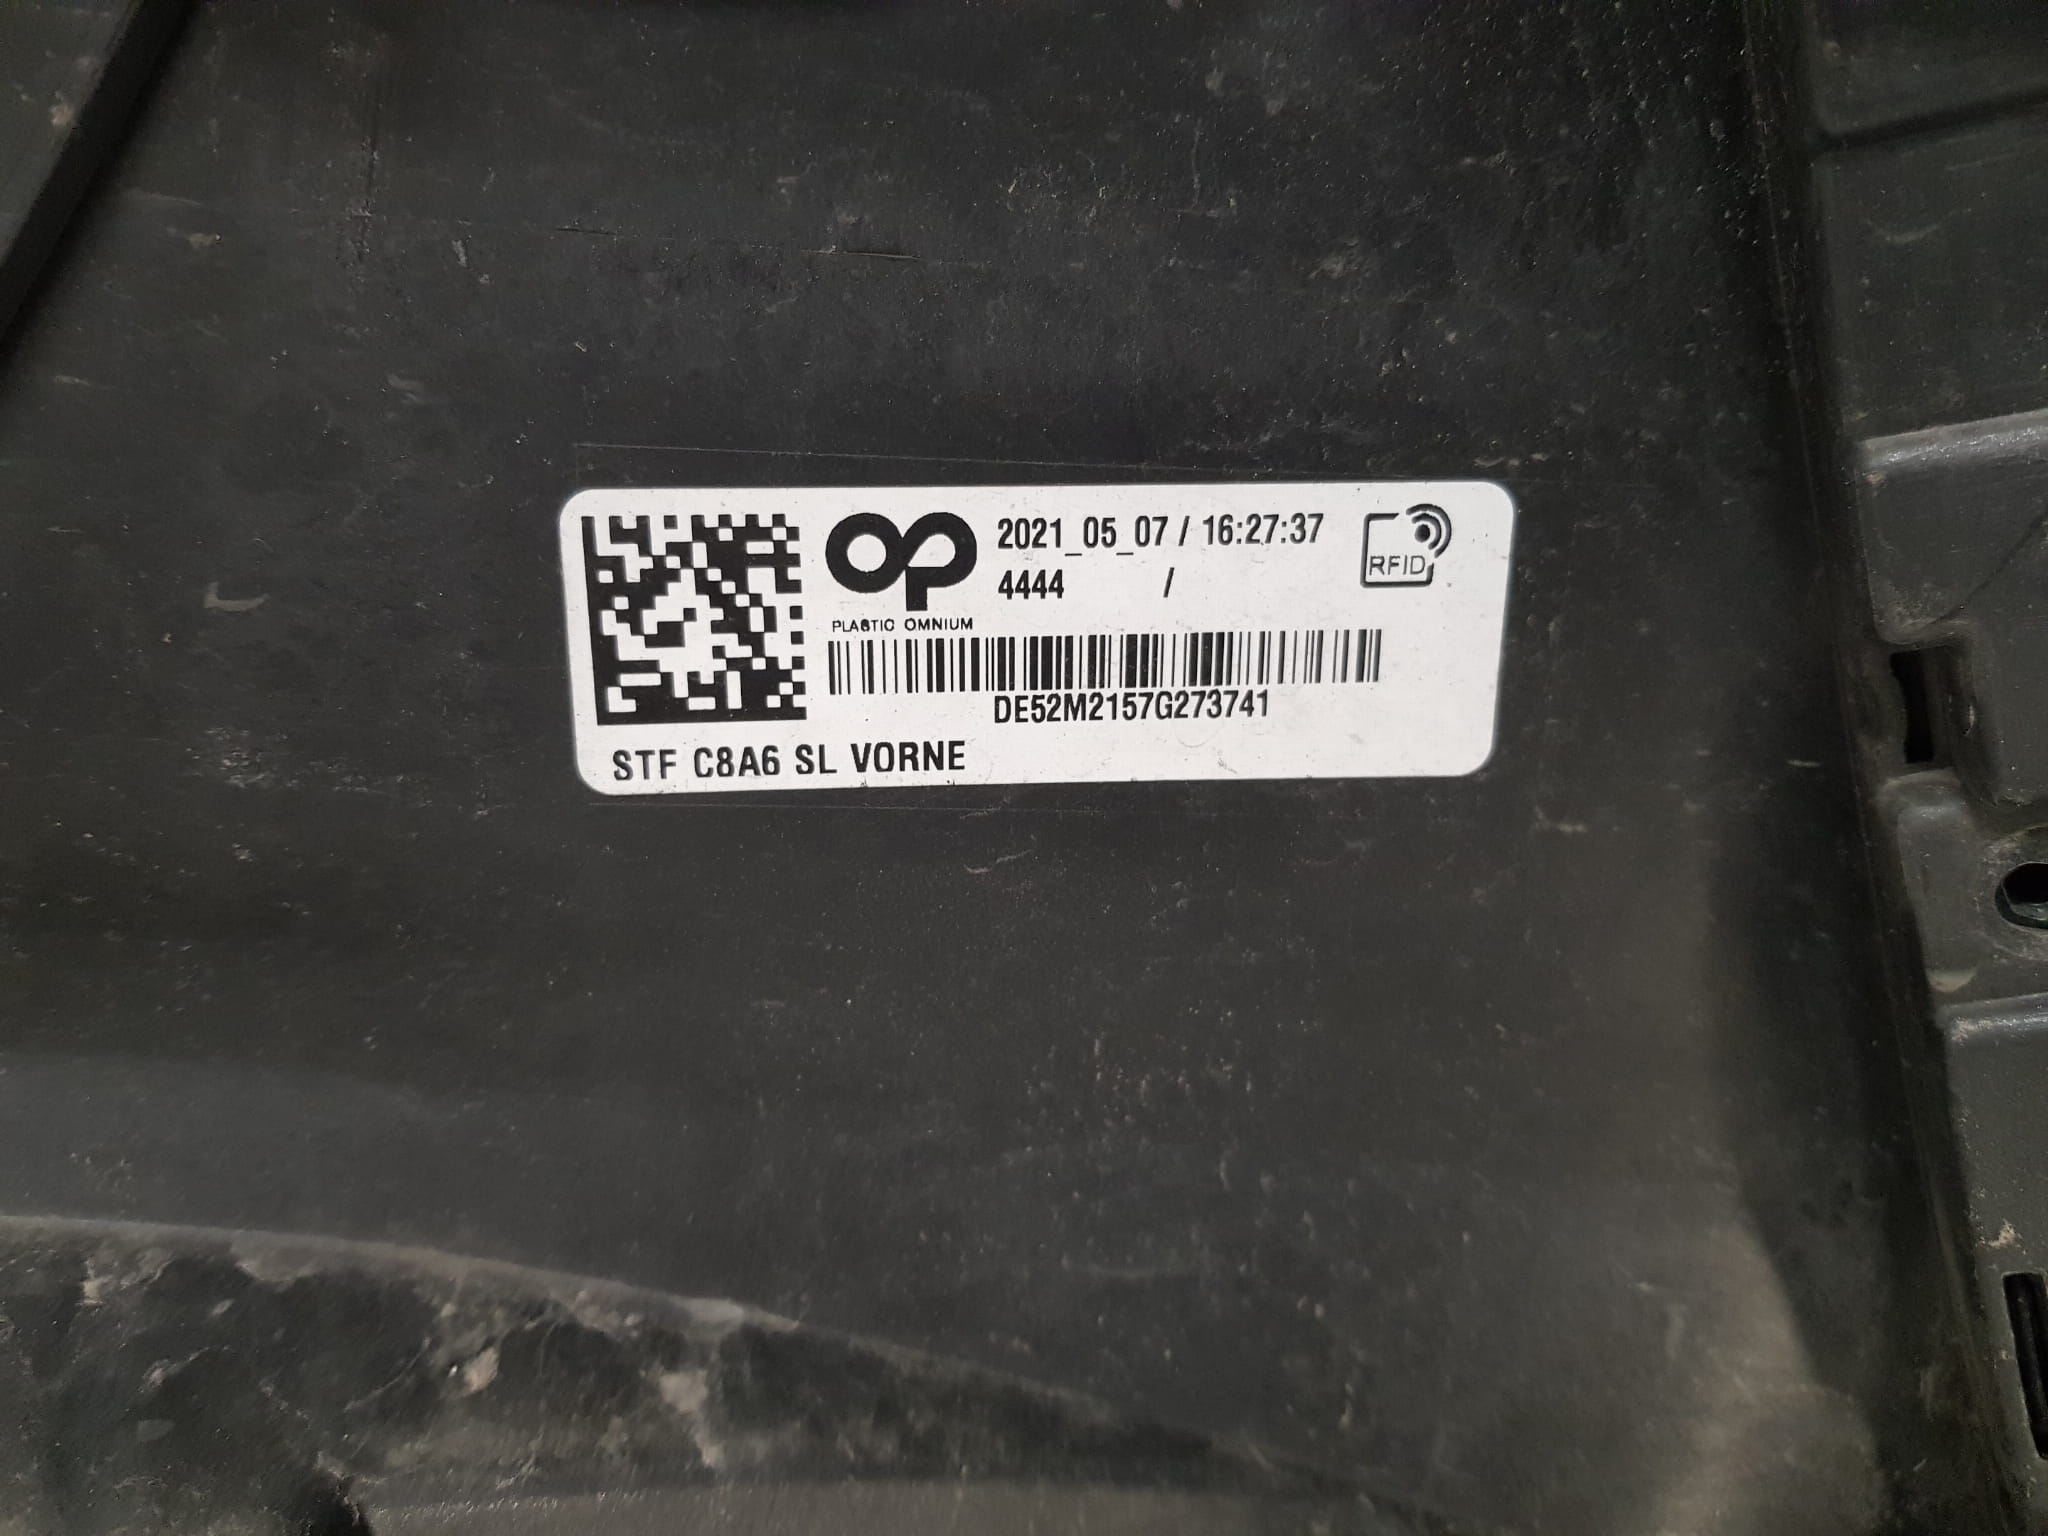 2021_05_07 / 16:27:37
4444 /
RFID
PLASTIC OMNIUM
DE52M2157G273741
STF C8A6 SL VORNE